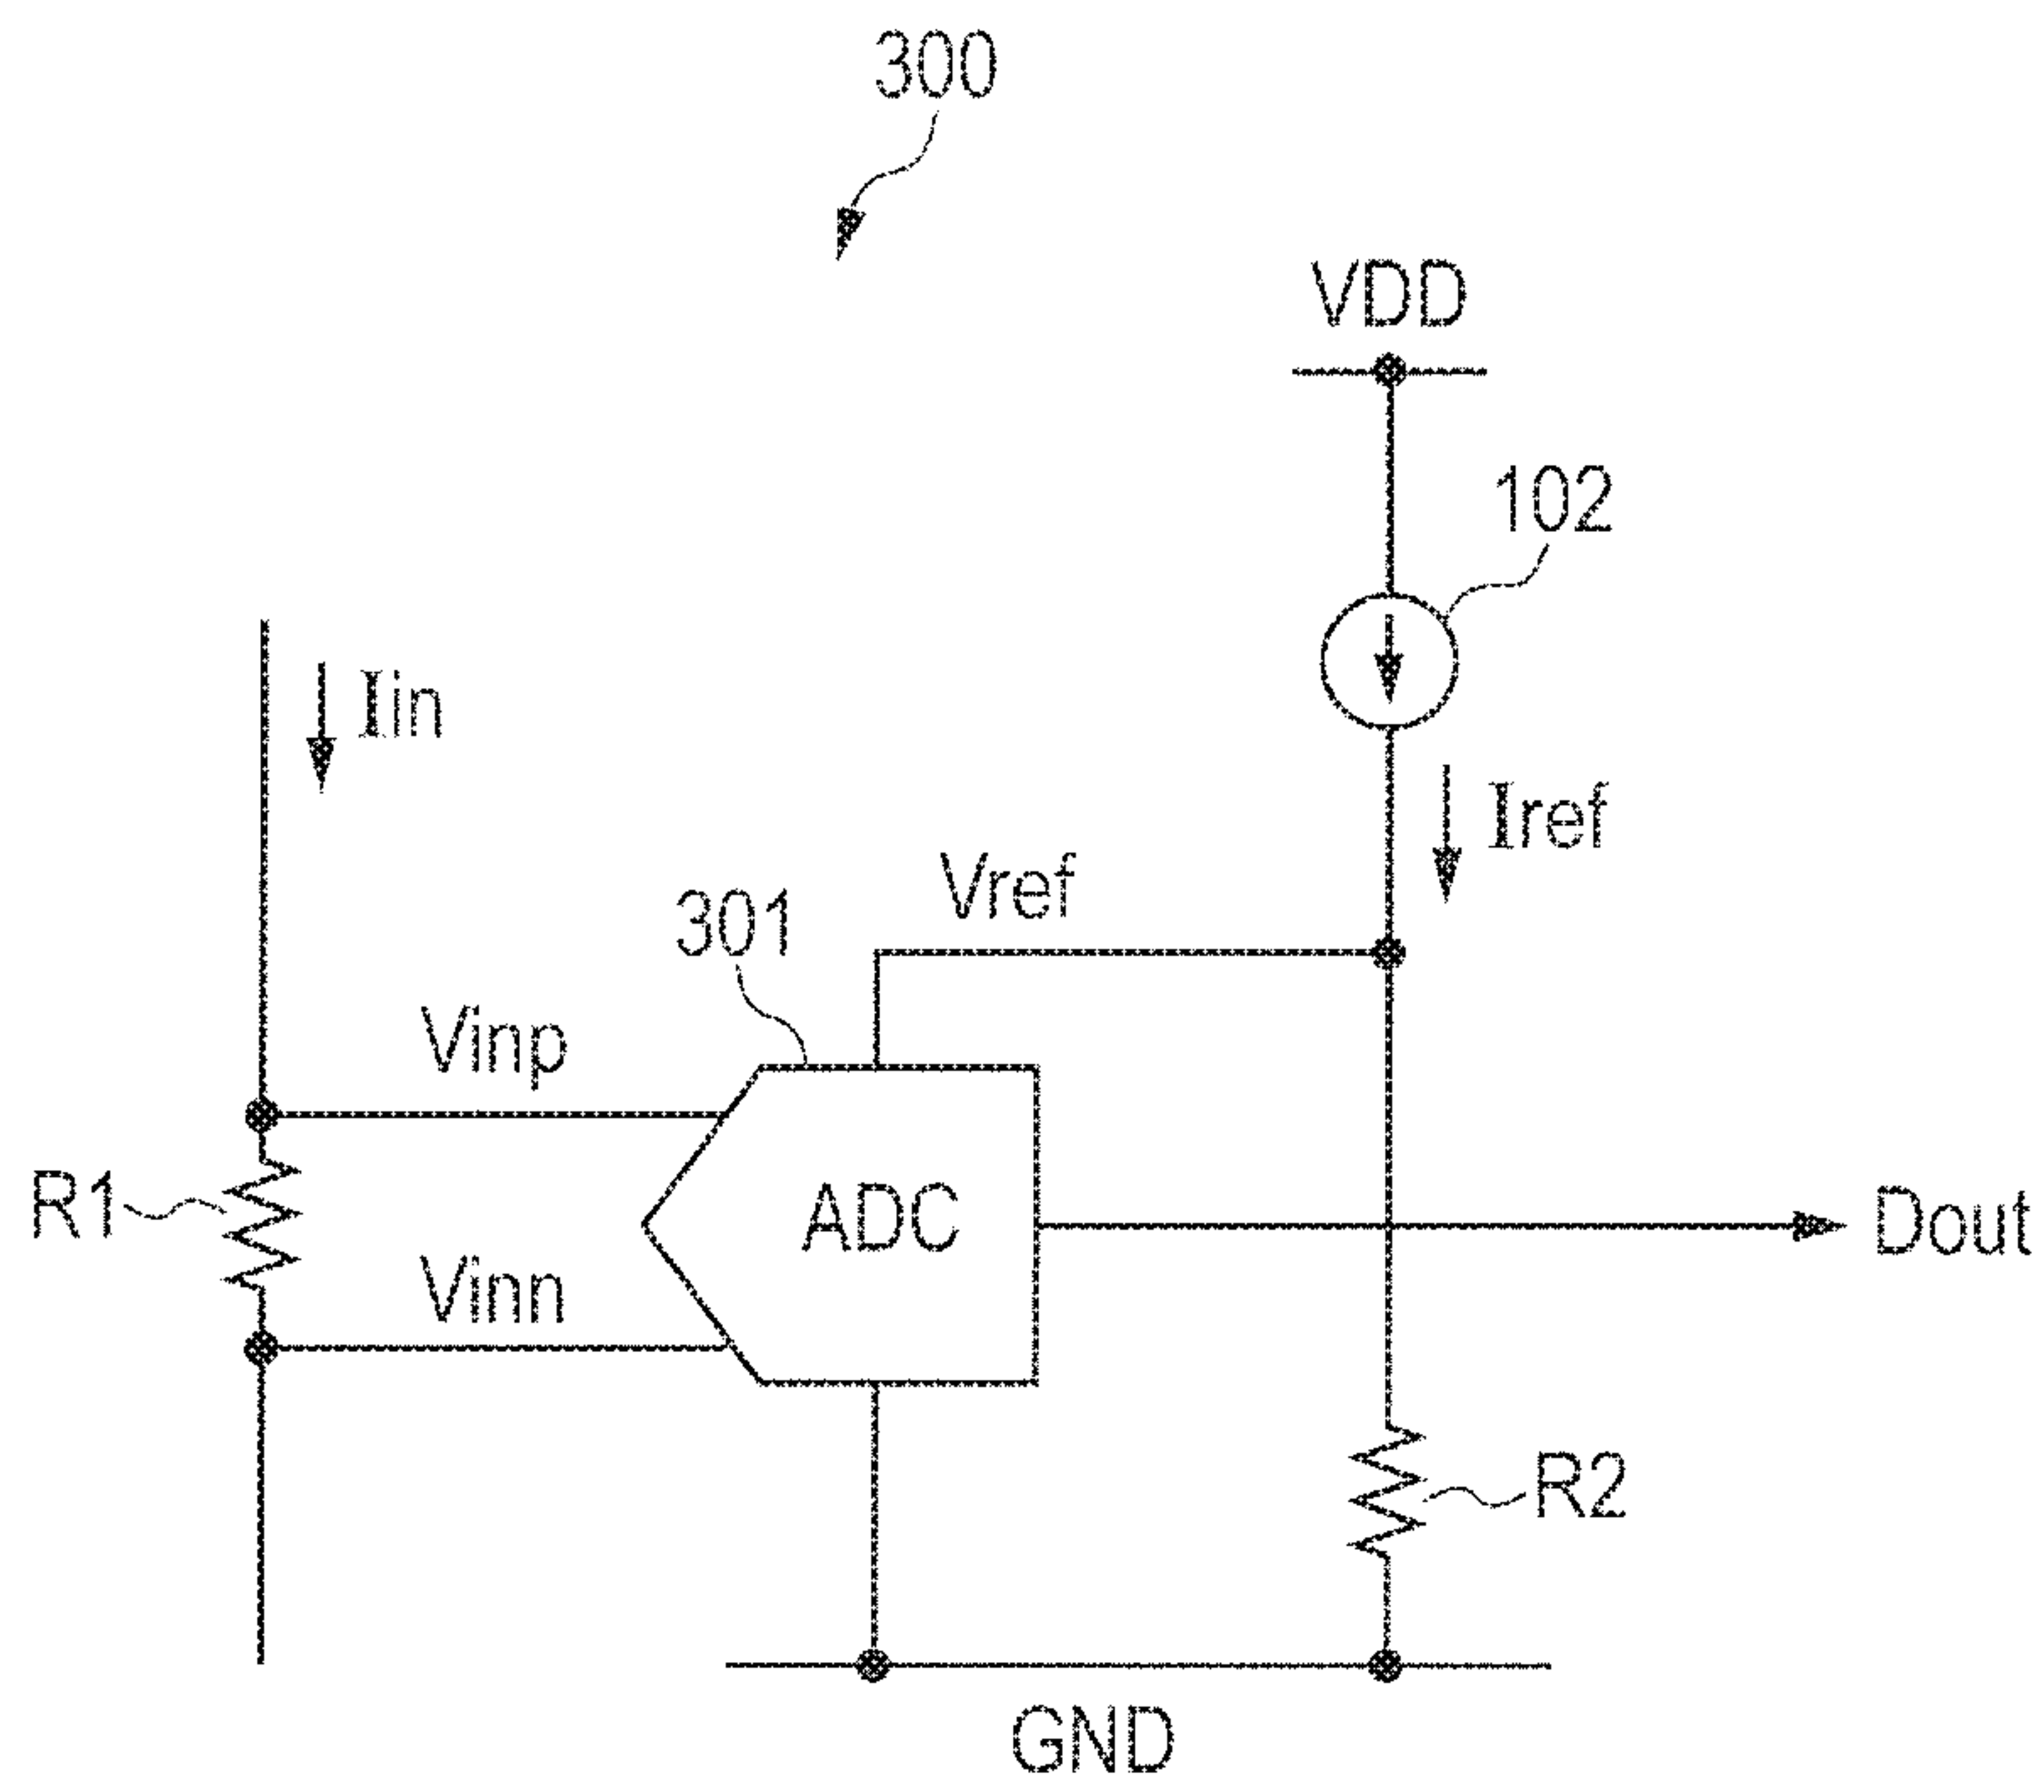 300
VDD
102
Iin
Iref
Vref
301
Vinp
R1
ADC
Dout
Vinn
R2
GND